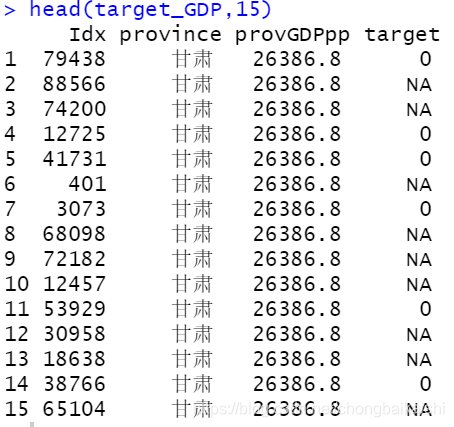 > head(target_GDP,15)
Idx province provGDPpp target
1 79438 甘肃 26386.8 0
2 88566 甘肃 26386.8 NA
3 74200 甘肃 26386.8 NA
4 12725 甘肃 26386.8 0
5 41731 甘肃 26386.8 0
6 401 甘肃 26386.8 NA
7 3073 甘肃 26386.8 0
8 68098 甘肃 26386.8 NA
9 72182 甘肃 26386.8 NA
10 12457 甘肃 26386.8 NA
11 53929 甘肃 26386.8 0
12 30958 甘肃 26386.8 NA
13 18638 甘肃 26386.8 NA
14 38766 甘肃 26386.8 0
15 65104 甘肃 26386.8 NA